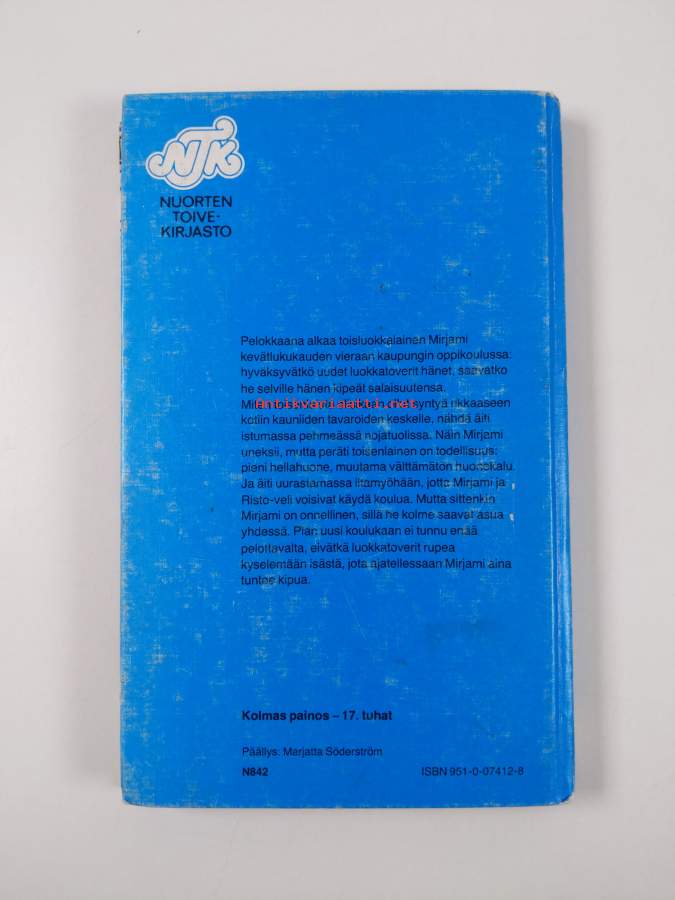 NTK
NUORTEN
TOIVE-
KIRJASTO
Pelokkaana alkaa toisluokkalainen Mirjami
kevätlukukauden vieraan kaupungin oppikoulussa:
hyväksyvätkö uudet luokkatoverit hänet, saavatko
he selville hänen kipeät salaisuutensa.
Antikvariaatti.net
syntyä rikkaaseen
kotiin kauniiden tavaroiden keskelle, nähdä äiti
istumassa pehmeässä nojatuolissa. Näin Mirjami
uneksii, mutta peräti toisenlainen on todellisuus:
pieni hellahuone, muutama välttämätön huonekalu.
Ja äiti uurastamassa iltamyöhään, jotta Mirjami ja
Risto-veli voisivat käydä koulua. Mutta sittenkin
Mirjami on onnellinen, sillä he kolme saavat asua
yhdessä. Pian uusi koulukaan ei tunnu enää
pelottavalta, eivätkä luokkatoverit rupea
kyselemään isästä, jota ajatellessaan Mirjami aina
tuntee kipua.
Kolmas painos – 17. tuhat
Päällys: Marjatta Söderström
N842 ISBN 951-0-07412-8